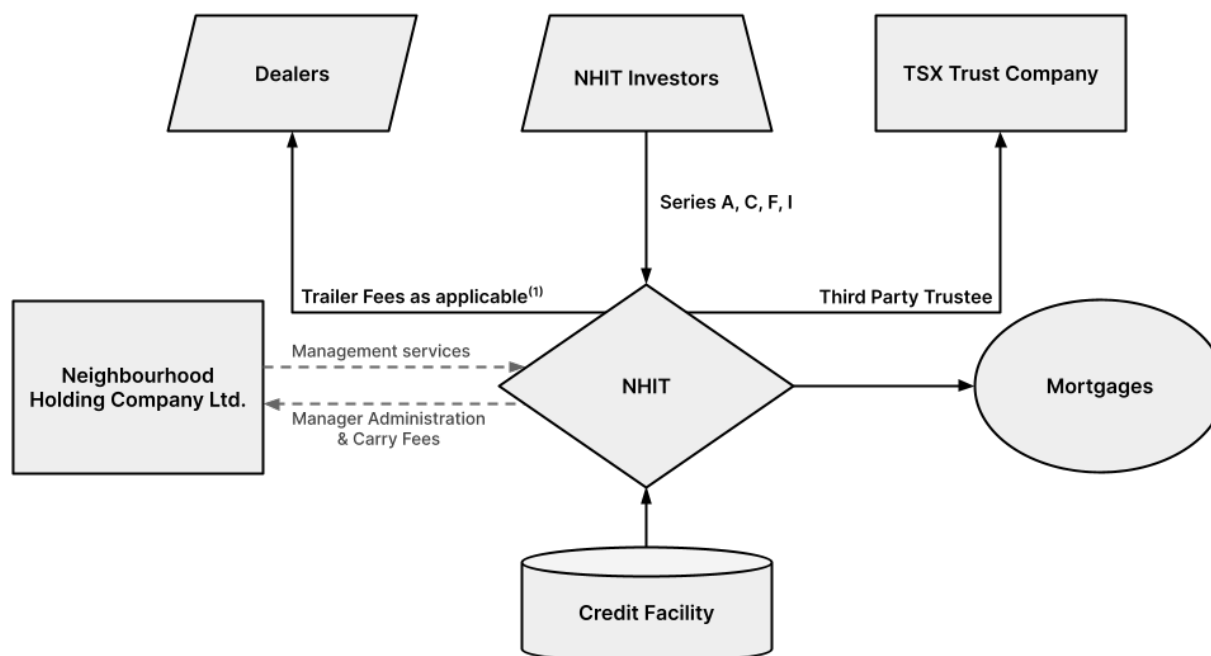 Dealers
NHIT Investors
TSX Trust Company
Series A, C, F, I
Trailer Fees as applicable(1)
Third Party Trustee
Neighbourhood
Holding Company Ltd.
Management services
Manager Administration
& Carry Fees
NHIT
Mortgages
Credit Facility